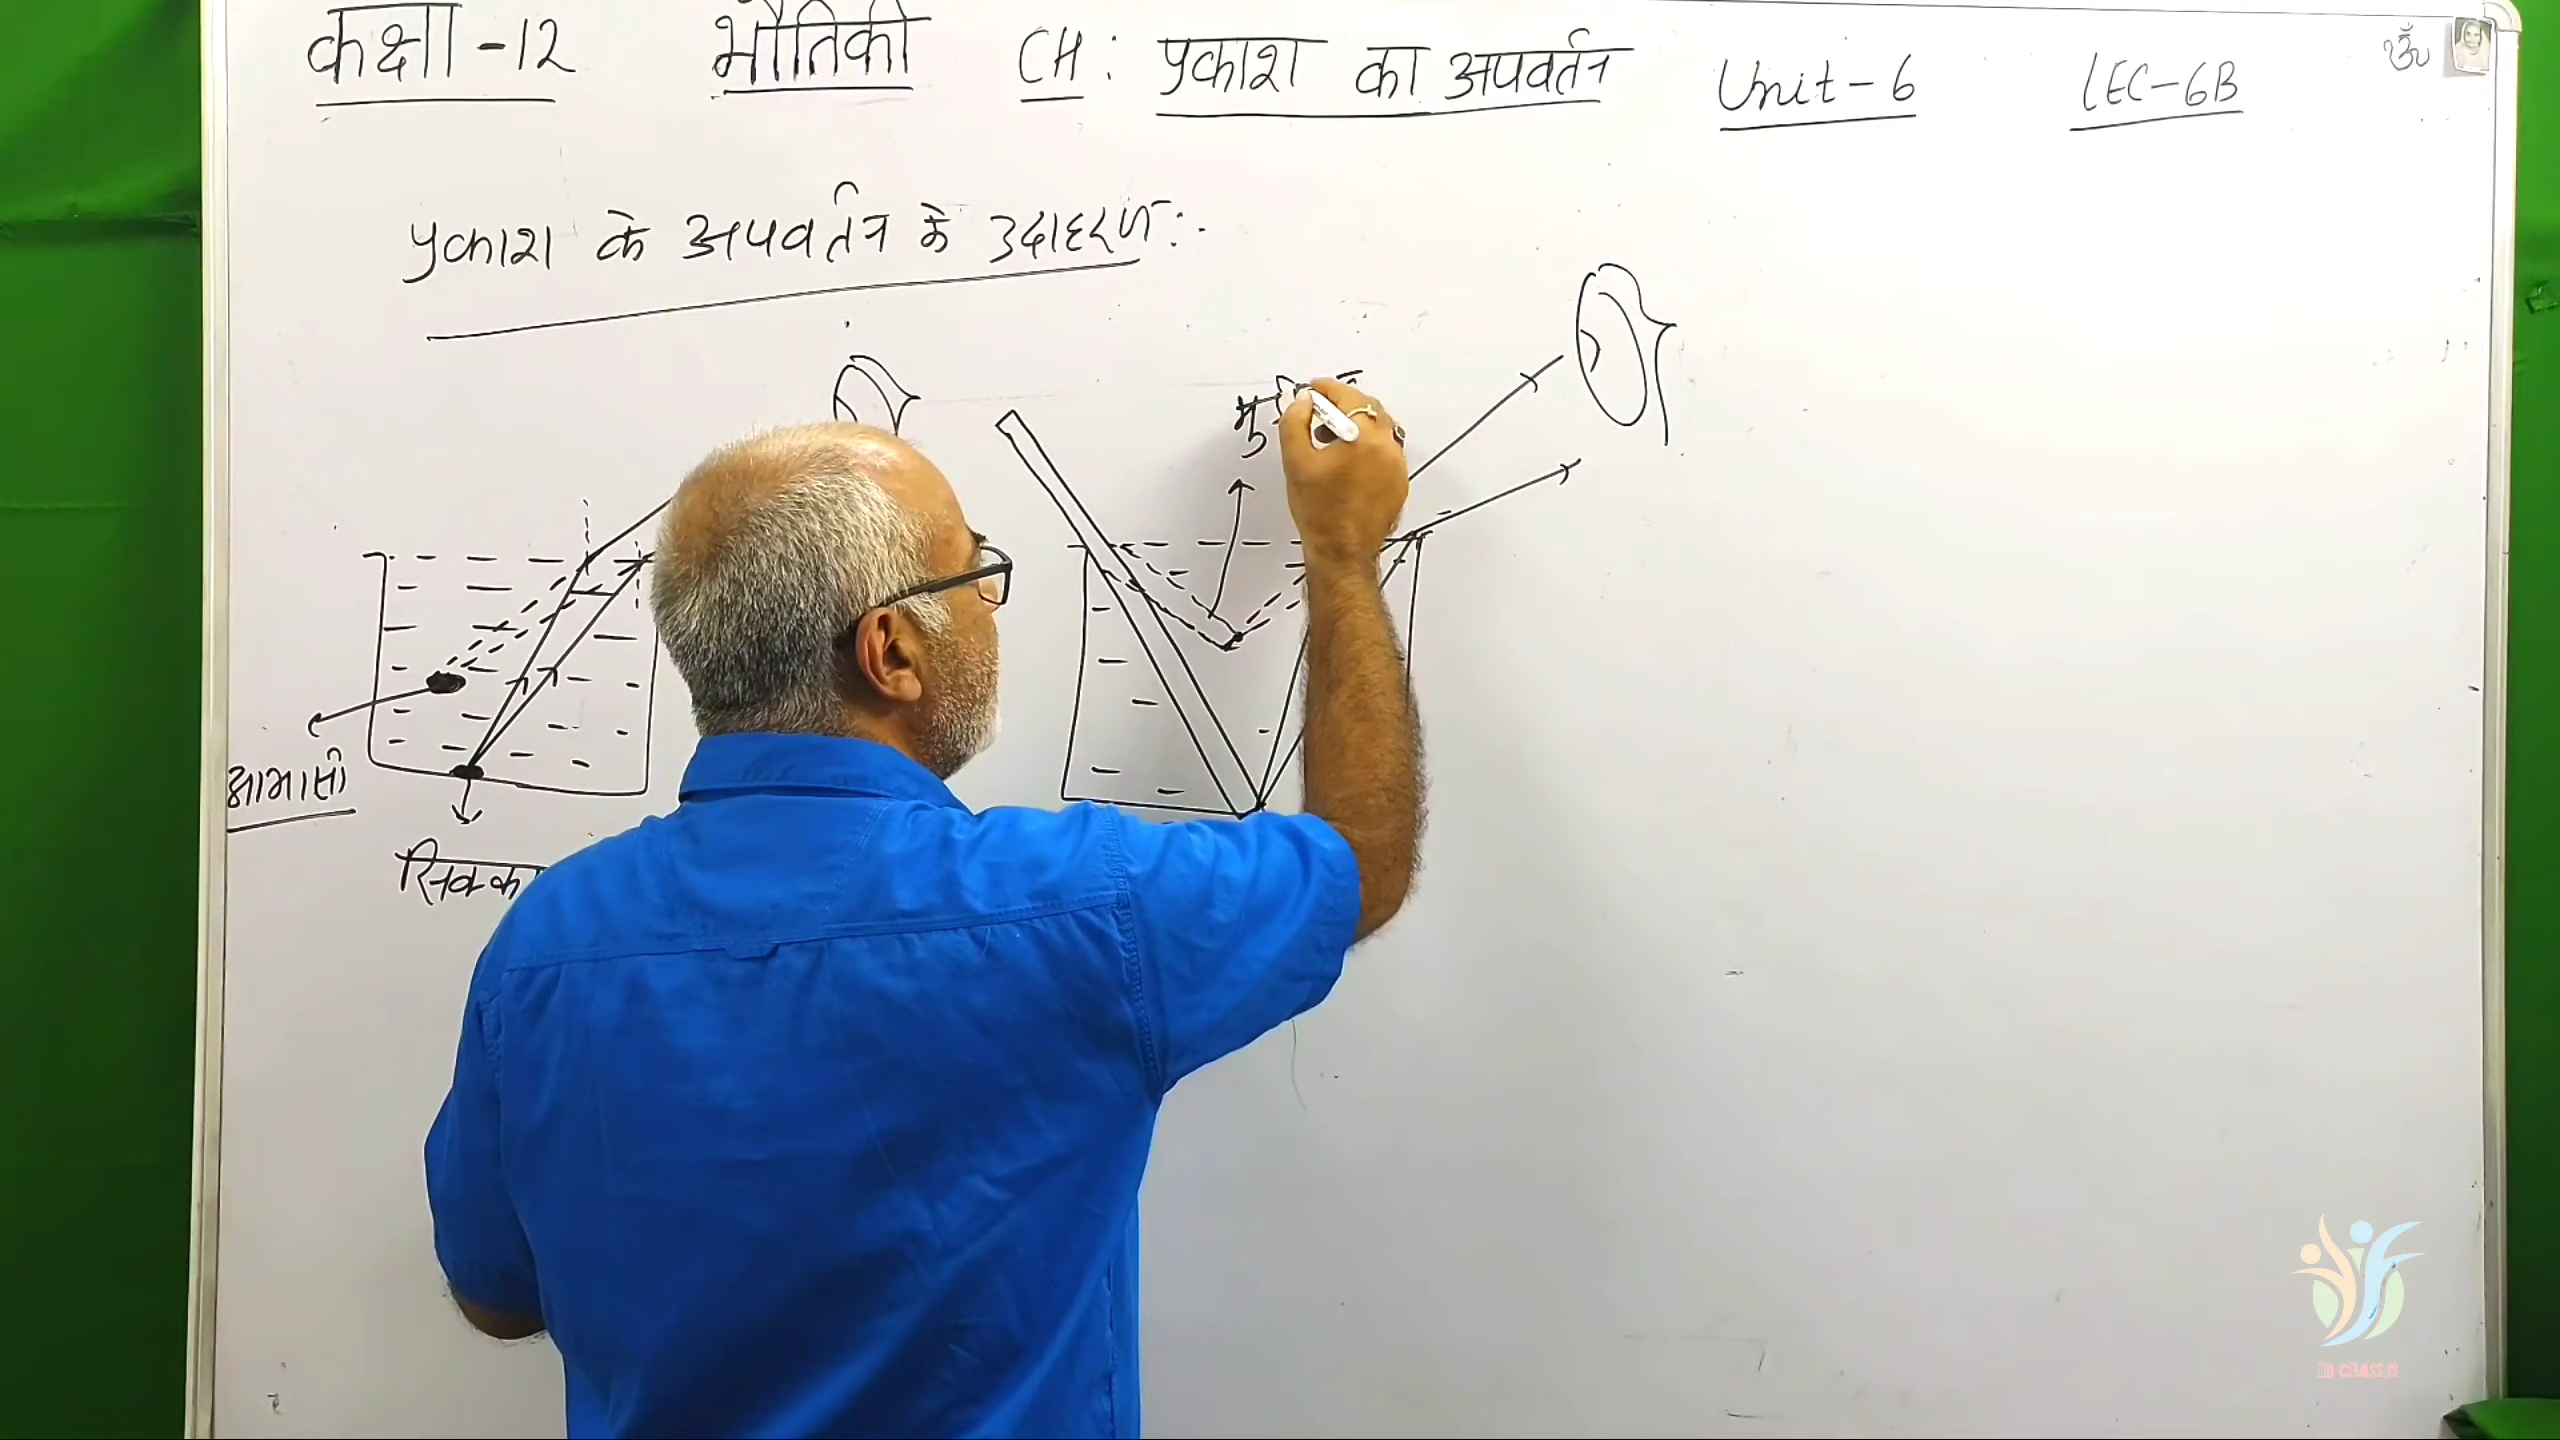 कक्षा -12 भौतिकी CH: प्रकाश का अपवर्तन Unit-6 LEC-6B
ॐ
प्रकाश के अपवर्तन के उदाहरण:-
मु
आभासी
सिक्का